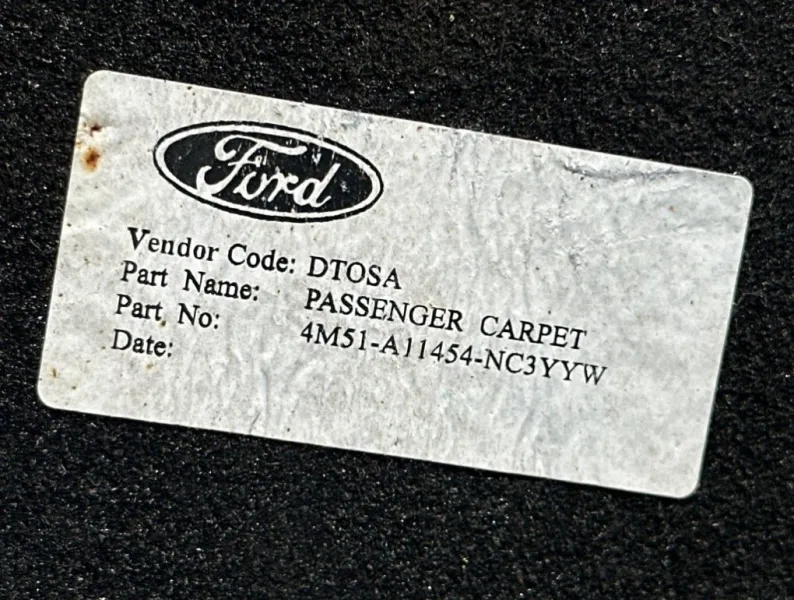 Ford
Vendor Code: DTOSA
Part Name: PASSENGER CARPET
Part No: 4M51-A11454-NC3YYW
Date: